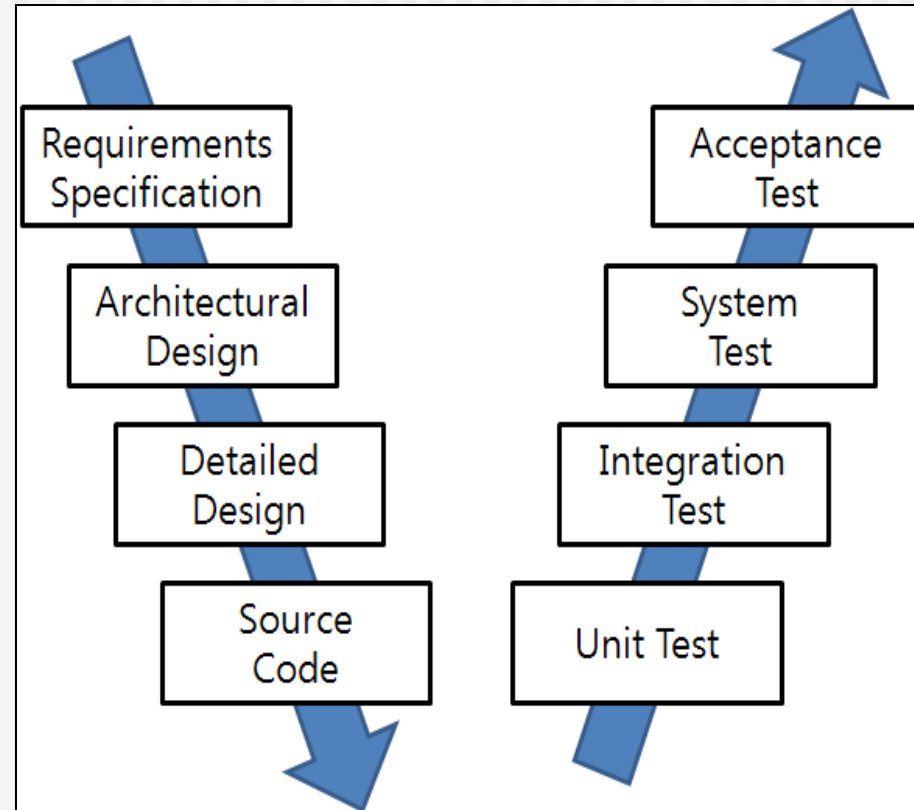 Requirements
Specification
Architectural
Design
Detailed
Design
Source
Code
Acceptance
Test
System
Test
Integration
Test
Unit Test